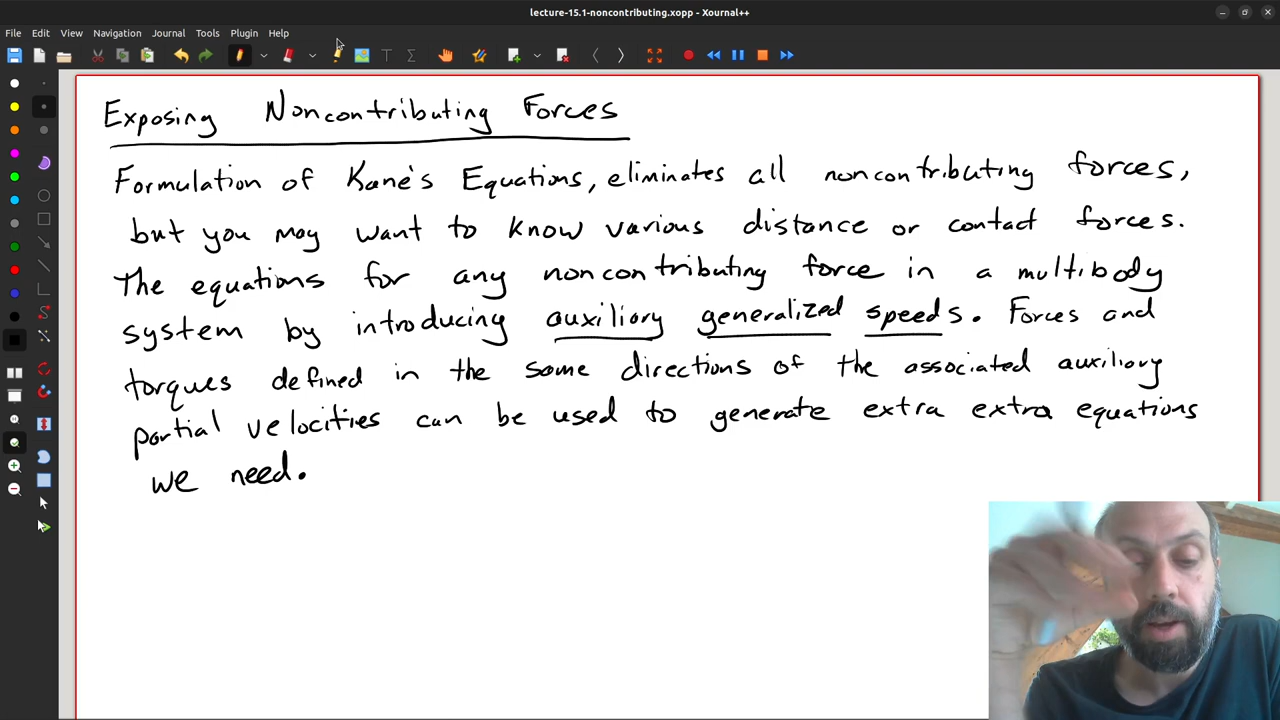 lecture-15.1-noncontributing.xopp - Xournal++
File Edit View Navigation Journal Tools Plugin Help
Exposing Noncontributing Forces
Formulation of Kane's Equations, eliminates all noncontributing forces,
but you may want to know various distance or contact forces.
The equations for any noncontributing force in a multibody
system by introducing auxiliary generalized speeds. Forces and
torques defined in the same directions of the associated auxiliary
partial velocities can be used to generate extra extra equations
we need.